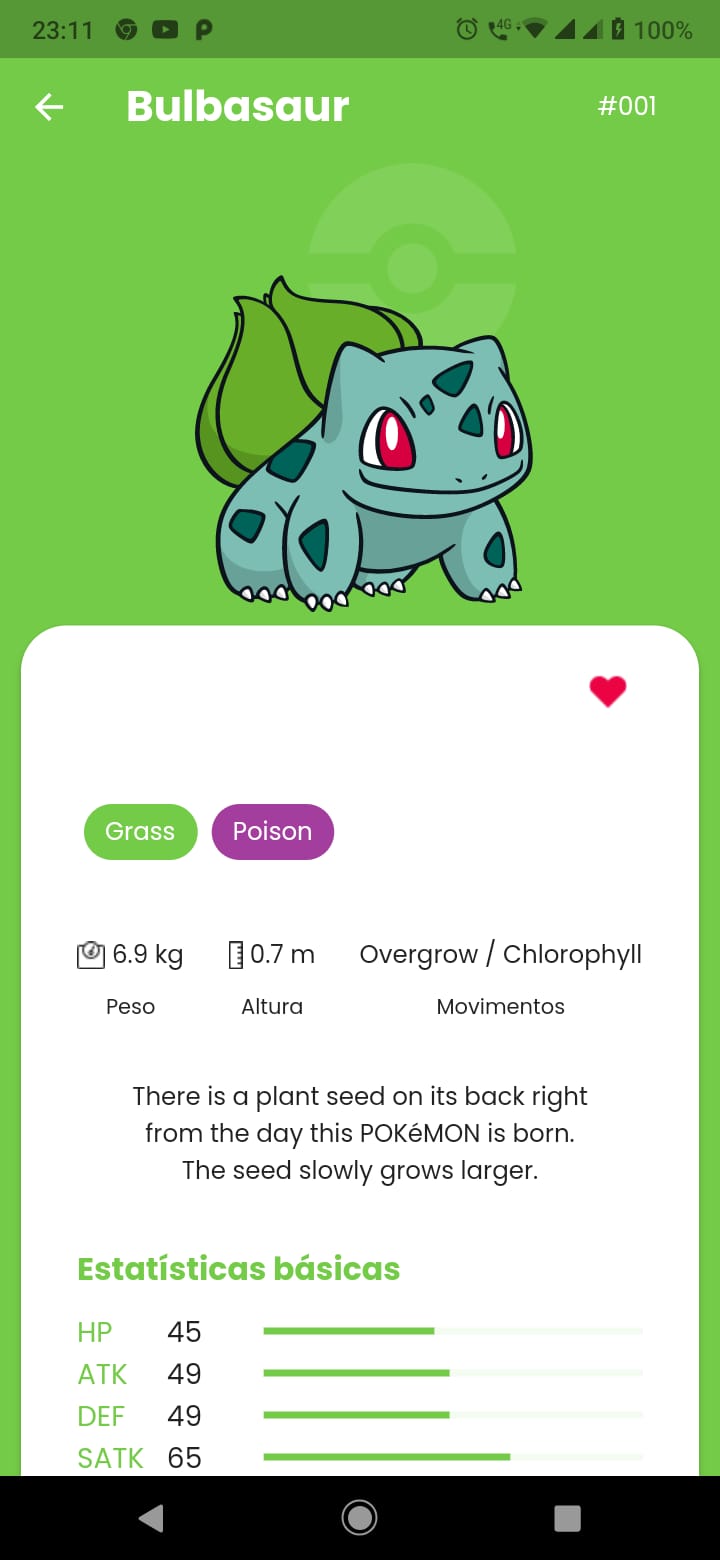 23:11
4G
100%
Bulbasaur
#001
Grass
Poison
6.9 kg
0.7 m
Overgrow / Chlorophyll
Peso
Altura
Movimentos
There is a plant seed on its back right
from the day this POKéMON is born.
The seed slowly grows larger.
Estatísticas básicas
HP 45
ATK 49
DEF 49
SATK 65